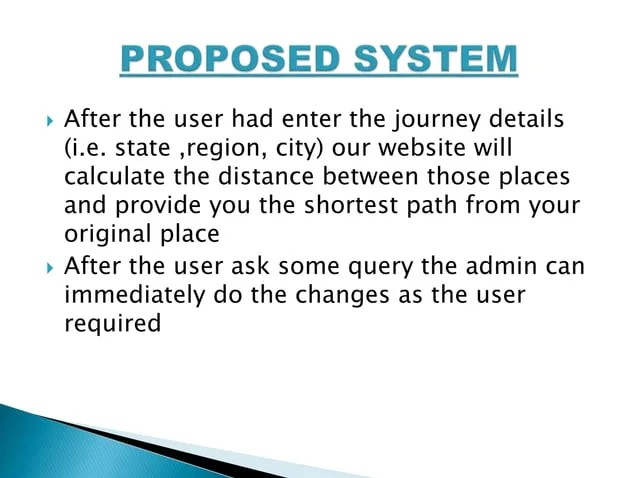 PROPOSED SYSTEM
After the user had enter the journey details
(i.e. state ,region, city) our website will
calculate the distance between those places
and provide you the shortest path from your
original place
After the user ask some query the admin can
immediately do the changes as the user
required